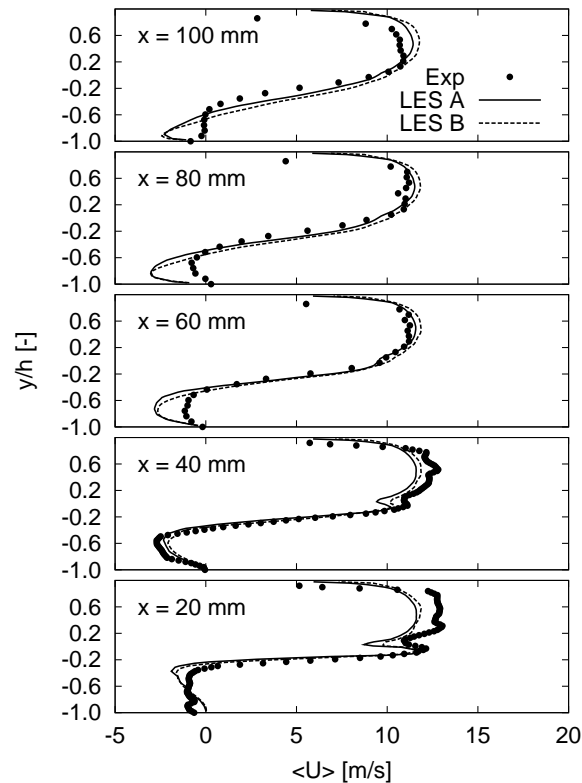 x = 100 mm
Exp
LES A
LES B
0.6
0.2
-0.2
-0.6
-1.0
x = 80 mm
0.6
0.2
-0.2
-0.6
-1.0
x = 60 mm
0.6
0.2
-0.2
-0.6
-1.0
y/h [-]
x = 40 mm
0.6
0.2
-0.2
-0.6
-1.0
x = 20 mm
0.6
0.2
-0.2
-0.6
-1.0
-5 0 5 10 15 20
<U> [m/s]